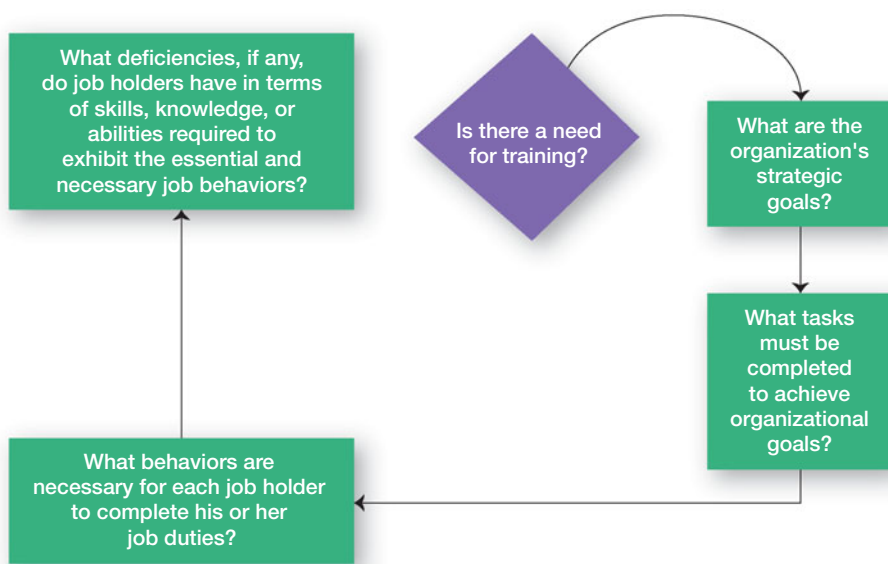 Is there a need
for training?
What are the
organization's
strategic
goals?
What tasks
must be
completed
to achieve
organizational
goals?
What behaviors are
necessary for each job holder
to complete his or her
job duties?
What deficiencies, if any,
do job holders have in terms
of skills, knowledge, or
abilities required to
exhibit the essential and
necessary job behaviors?